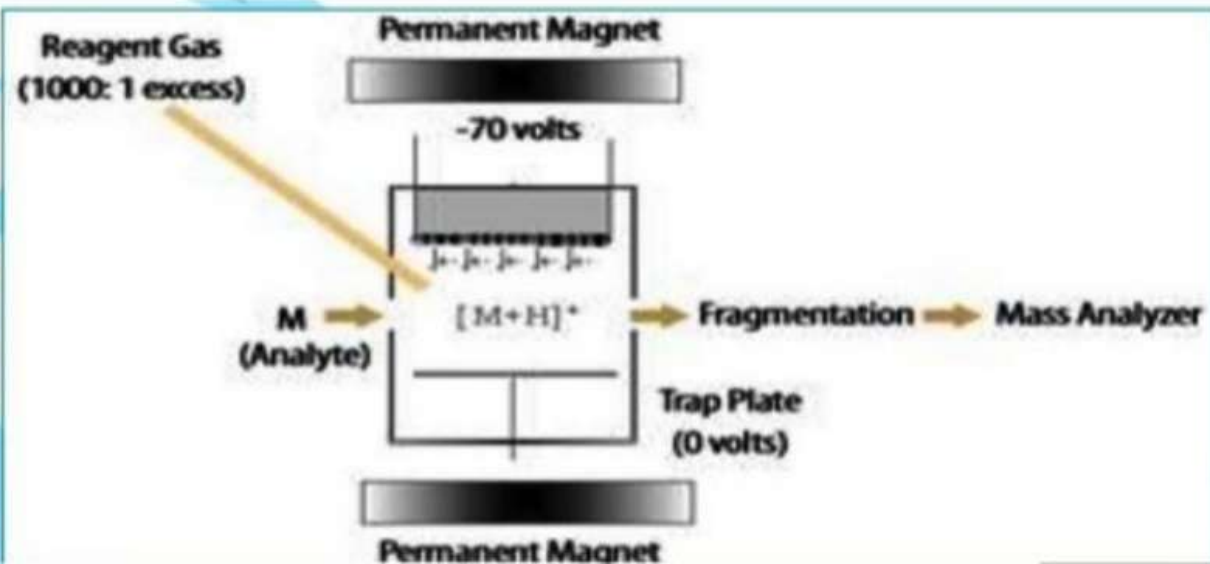 Permanent Magnet
Reagent Gas
(1000: 1 excess)
-70 volts
M
(Analyte)
[M+H]+
Fragmentation
Mass Analyzer
Trap Plate
(0 volts)
Permanent Magnet